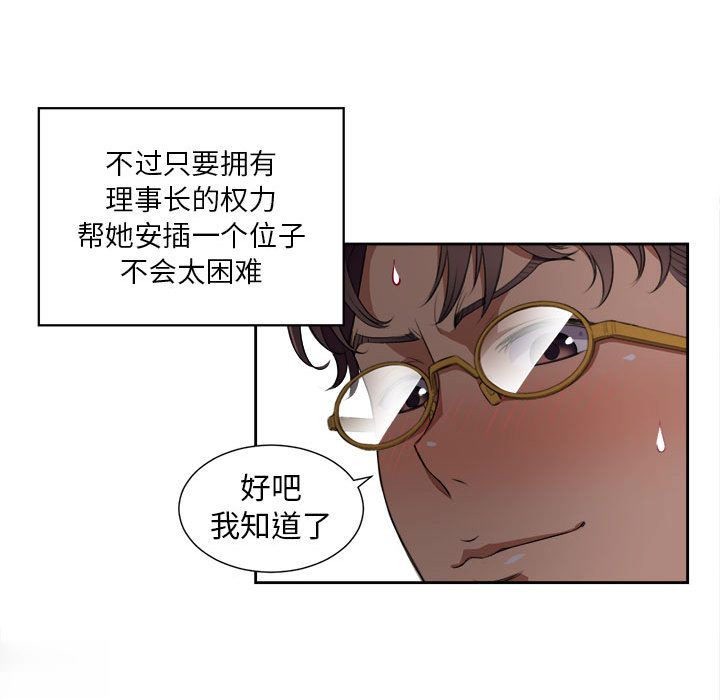 不过只要拥有
理事长的权力
帮她安插一个位子
不会太困难
好吧
我知道了